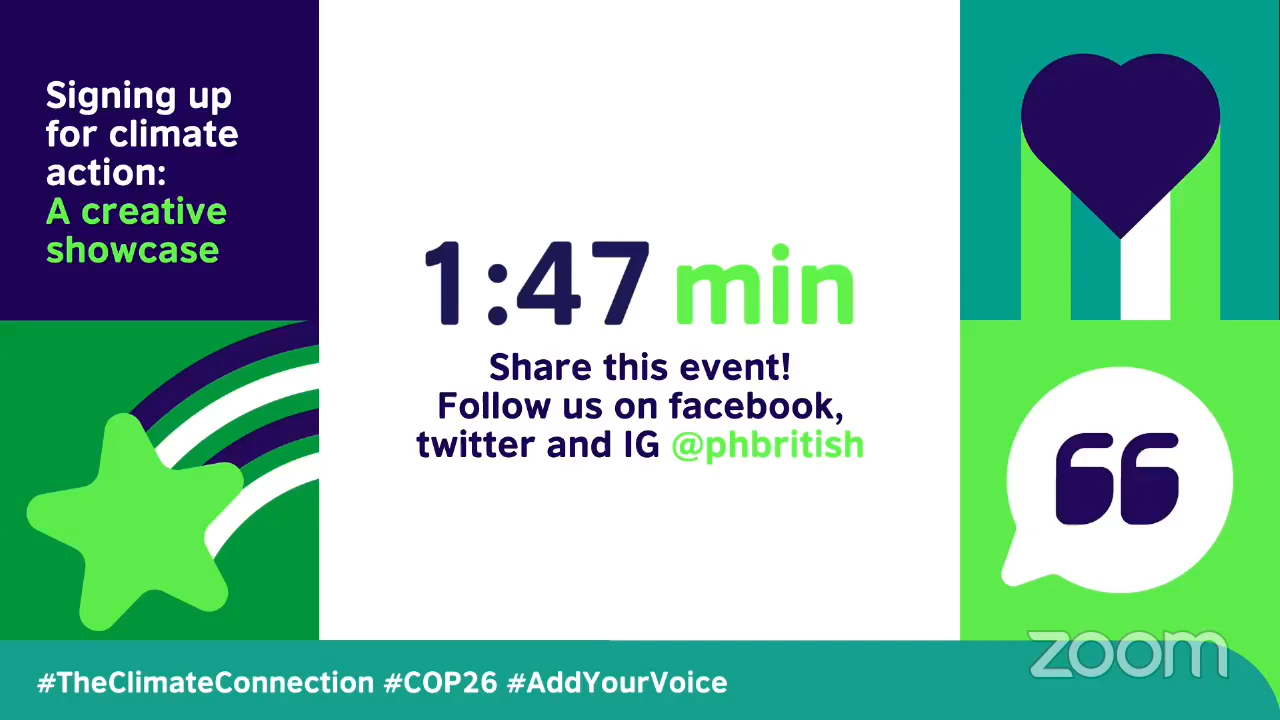 Signing up
for climate
action:
A creative
showcase
1:47 min
Share this event!
Follow us on facebook,
twitter and IG @phbritish
#TheClimateConnection #COP26 #AddYourVoice
zoom